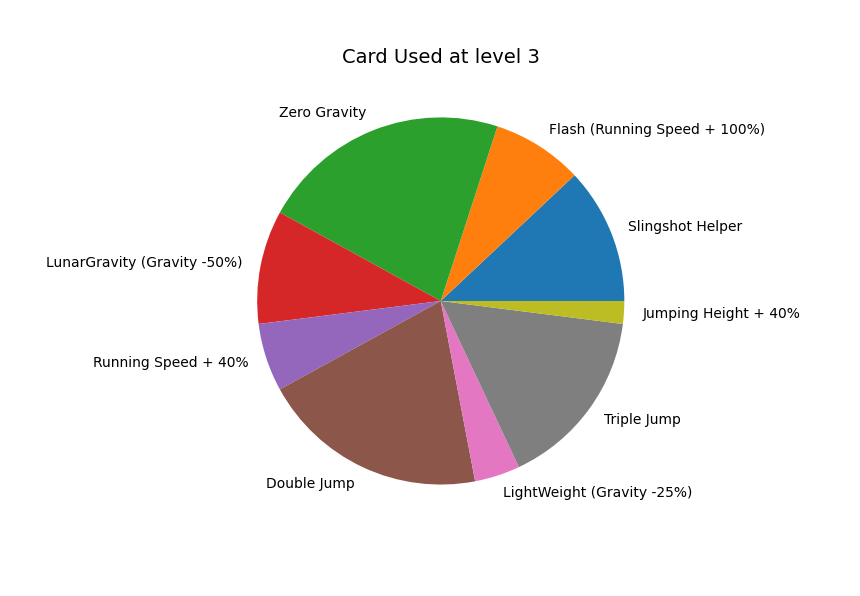 Card Used at level 3
Zero Gravity
Flash (Running Speed + 100%)
Slingshot Helper
LunarGravity (Gravity -50%)
Jumping Height + 40%
Running Speed + 40%
Triple Jump
Double Jump
LightWeight (Gravity -25%)